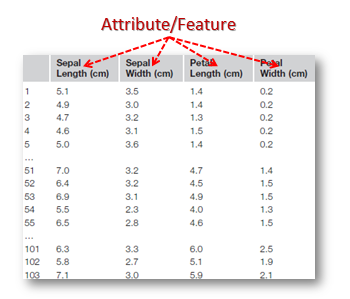 Attribute/Feature
Sepal Sepal Petal Petal
Length (cm) Width (cm) Length (cm) Width (cm)
1 5.1 3.5 1.4 0.2
2 4.9 3.0 1.4 0.2
3 4.7 3.2 1.3 0.2
4 4.6 3.1 1.5 0.2
5 5.0 3.6 1.4 0.2
...
51 7.0 3.2 4.7 1.4
52 6.4 3.2 4.5 1.5
53 6.9 3.1 4.9 1.5
54 5.5 2.3 4.0 1.3
55 6.5 2.8 4.6 1.5
...
101 6.3 3.3 6.0 2.5
102 5.8 2.7 5.1 1.9
103 7.1 3.0 5.9 2.1